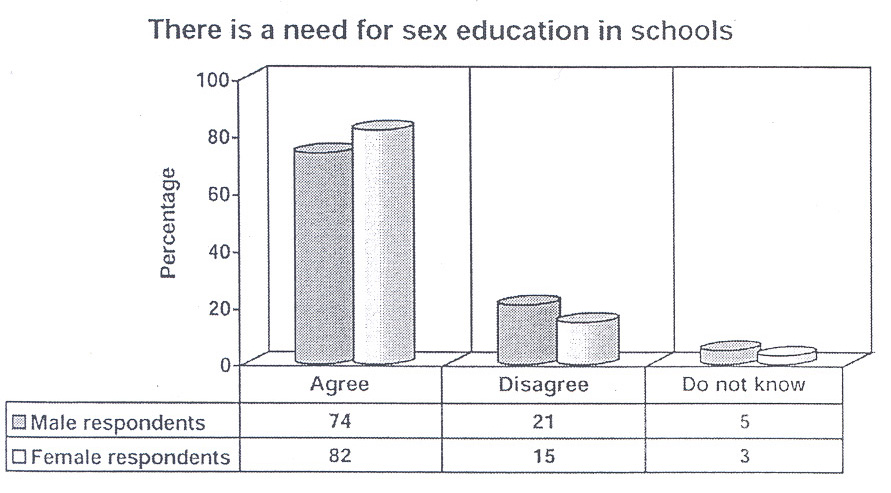 There is a need for sex education in schools
Percentage
100
80
60
40
20
0
Agree Disagree Do not know
Male respondents 74 21 5
Female respondents 82 15 3